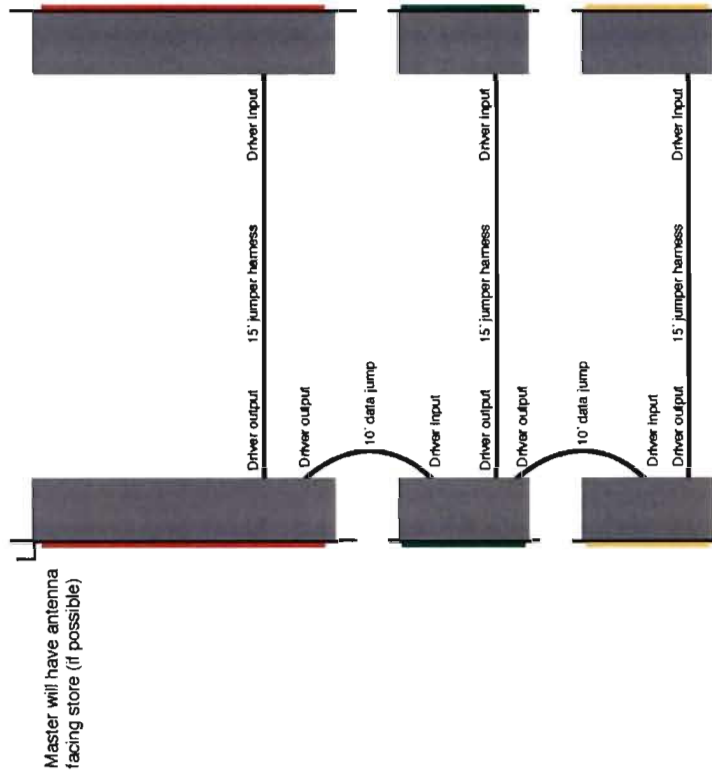 Master will have antenna
facing store (if possible)
Driver output
15' jumper harness
Driver Input
Driver output
10' data jump
Driver Input
Driver output
15' jumper harness
Driver Input
Driver output
10' data jump
Driver Input
Driver output
15' jumper harness
Driver Input